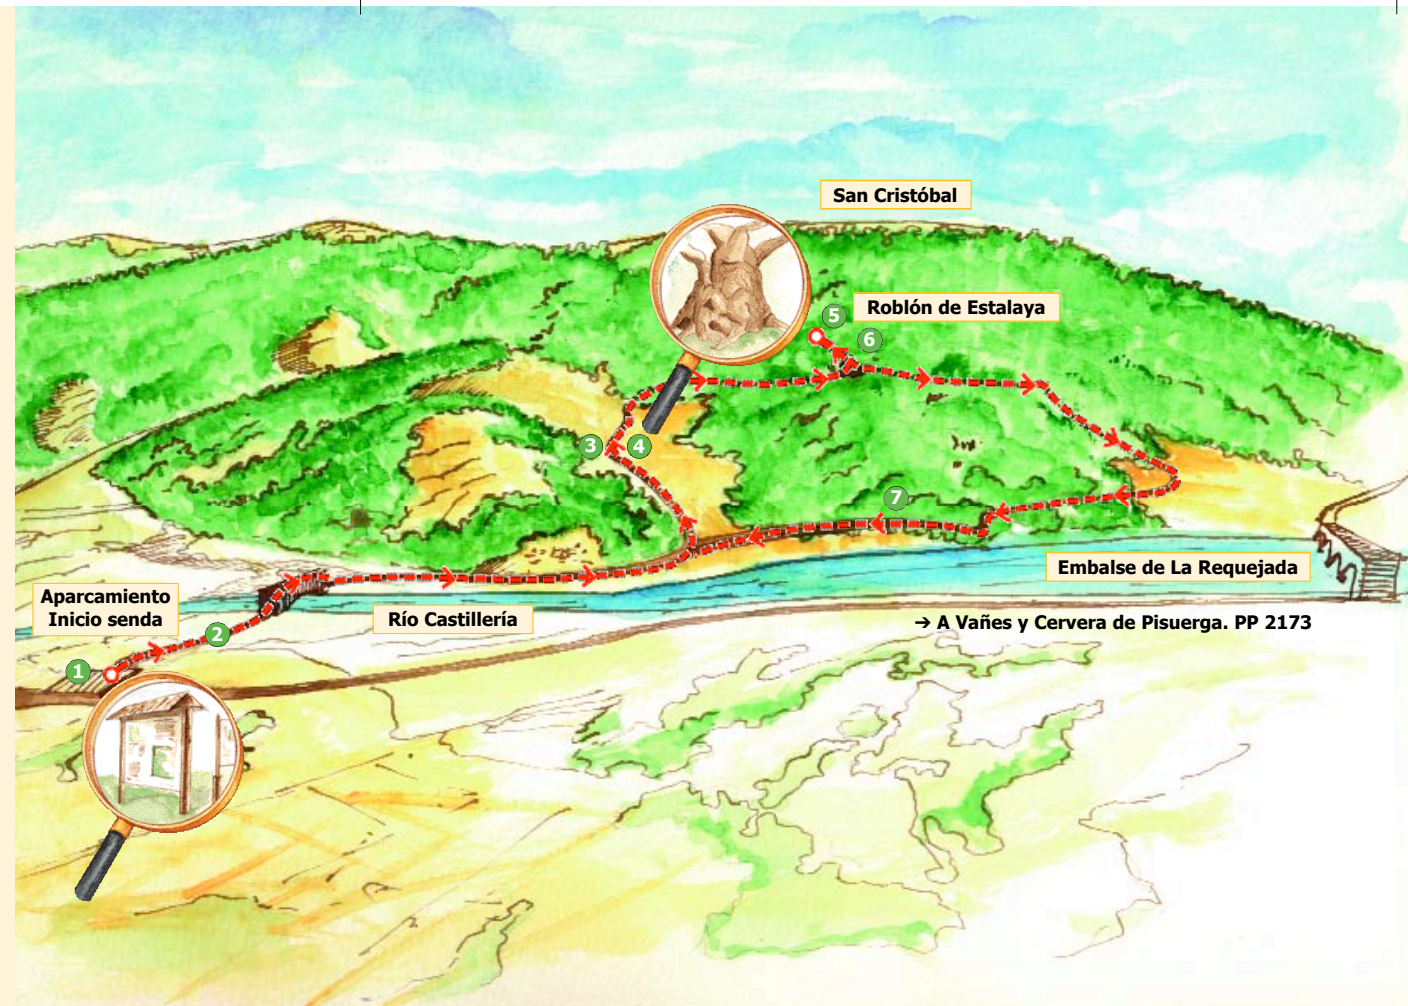 San Cristóbal
Roblón de Estalaya
5
6
3
4
7
Embalse de La Requejada
Aparcamiento
Inicio senda
Río Castillería
➔ A Vañes y Cervera de Pisuerga. PP 2173
2
1